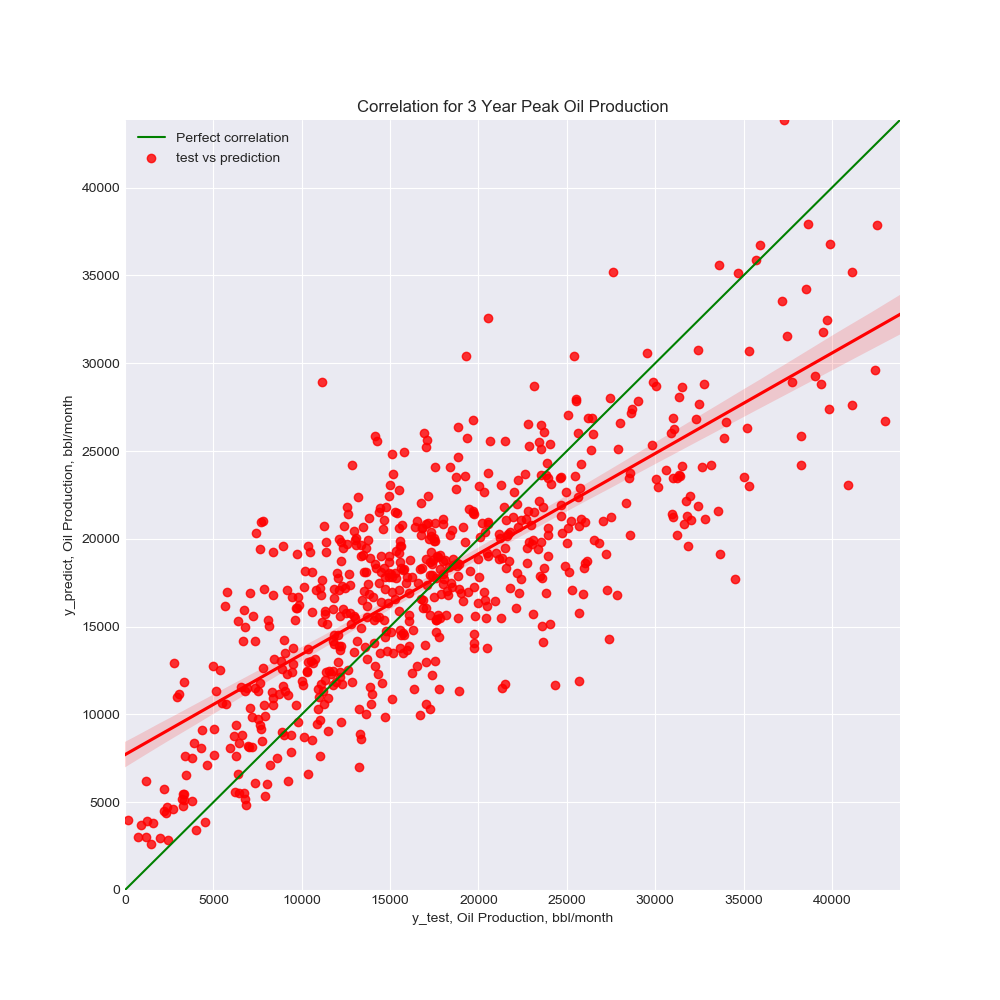 Correlation for 3 Year Peak Oil Production
Perfect correlation
test vs prediction
40000
35000
30000
25000
20000
15000
10000
5000
0
y_predict, Oil Production, bbl/month
0 5000 10000 15000 20000 25000 30000 35000 40000
y_test, Oil Production, bbl/month